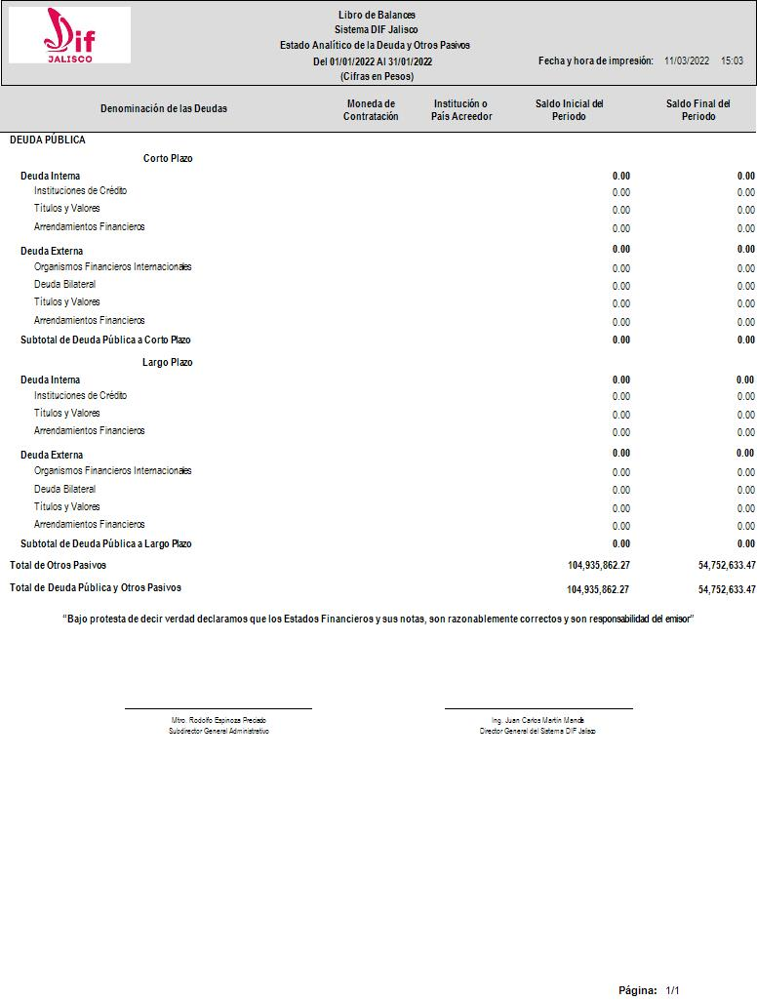 Dif
JALISCO
Libro de Balances
Sistema DIF Jalisco
Estado Analítico de la Deuda y Otros Pasivos
Del 01/01/2022 Al 31/01/2022
(Cifras en Pesos)
Fecha y hora de impresión: 11/03/2022 15:03
Denominación de las Deudas Moneda de Contratación Institución o País Acreedor Saldo Inicial del Periodo Saldo Final del Periodo
DEUDA PÚBLICA
Corto Plazo
Deuda Interna 0.00 0.00
Instituciones de Crédito 0.00 0.00
Títulos y Valores 0.00 0.00
Arrendamientos Financieros 0.00 0.00
Deuda Externa 0.00 0.00
Organismos Financieros Internacionales 0.00 0.00
Deuda Bilateral 0.00 0.00
Títulos y Valores 0.00 0.00
Arrendamientos Financieros 0.00 0.00
Subtotal de Deuda Pública a Corto Plazo 0.00 0.00
Largo Plazo
Deuda Interna 0.00 0.00
Instituciones de Crédito 0.00 0.00
Títulos y Valores 0.00 0.00
Arrendamientos Financieros 0.00 0.00
Deuda Externa 0.00 0.00
Organismos Financieros Internacionales 0.00 0.00
Deuda Bilateral 0.00 0.00
Títulos y Valores 0.00 0.00
Arrendamientos Financieros 0.00 0.00
Subtotal de Deuda Pública a Largo Plazo 0.00 0.00
Total de Otros Pasivos 104,935,862.27 54,752,633.47
Total de Deuda Pública y Otros Pasivos 104,935,862.27 54,752,633.47
“Bajo protesta de decir verdad declaramos que los Estados Financieros y sus notas, son razonablemente correctos y son responsabilidad del emisor”
Mtro. Rodolfo Espinoza Preciado
Subdirector General Administrativo
Ing. Juan Carlos Martín Mancilla
Director General del Sistema DIF Jalisco
Página: 1/1